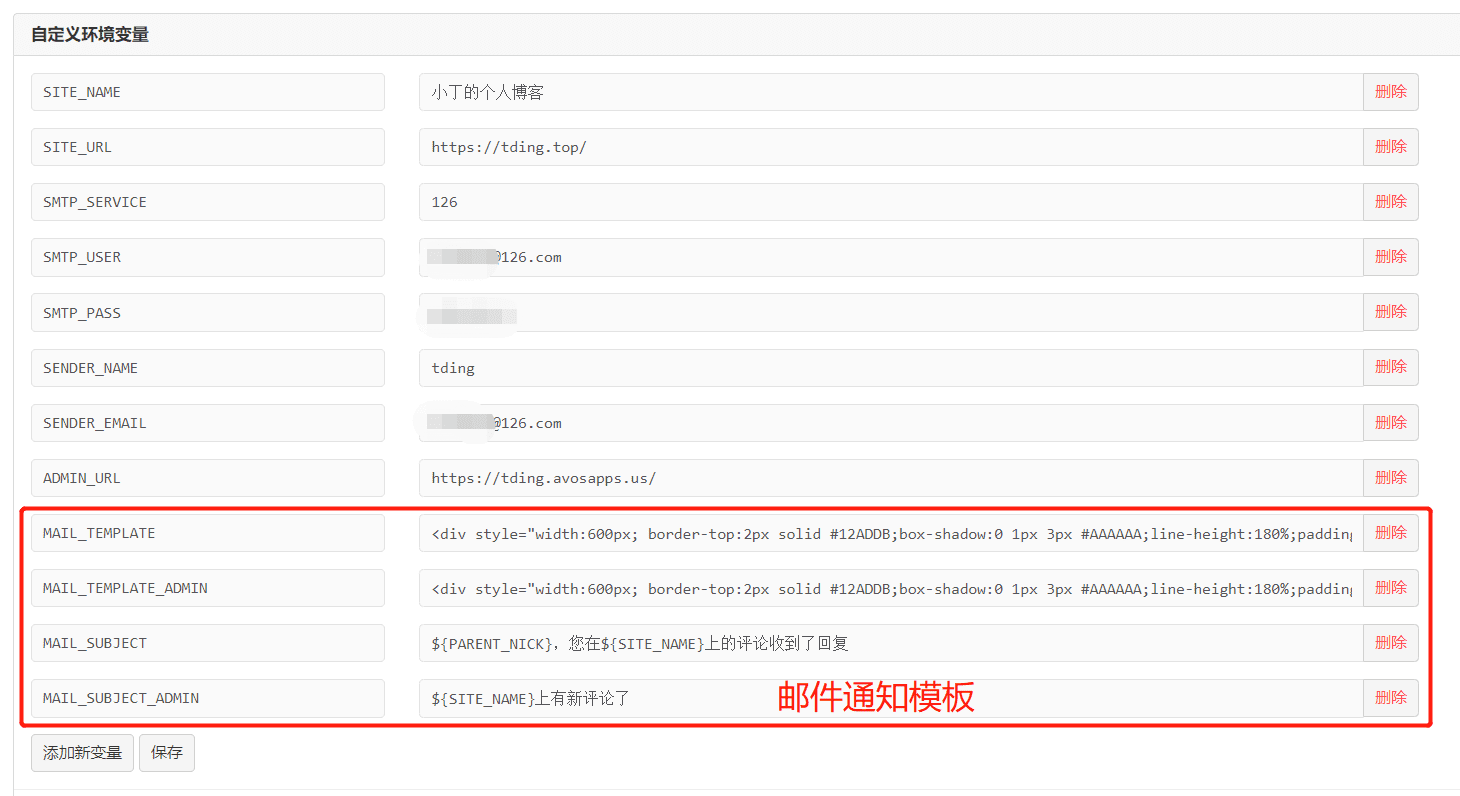 自定义环境变量
SITE_NAME 小丁的个人博客 删除
SITE_URL https://tding.top/ 删除
SMTP_SERVICE 126 删除
SMTP_USER @126.com 删除
SMTP_PASS 删除
SENDER_NAME tding 删除
SENDER_EMAIL @126.com 删除
ADMIN_URL https://tding.avosapps.us/ 删除
MAIL_TEMPLATE <div style="width:600px; border-top:2px solid #12ADDB;box-shadow:0 1px 3px #AAAAAA;line-height:180%;padding 删除
MAIL_TEMPLATE_ADMIN <div style="width:600px; border-top:2px solid #12ADDB;box-shadow:0 1px 3px #AAAAAA;line-height:180%;padding 删除
MAIL_SUBJECT ${PARENT_NICK}，您在${SITE_NAME}上的评论收到了回复 删除
MAIL_SUBJECT_ADMIN ${SITE_NAME}上有新评论了 邮件通知模板 删除
添加新变量 保存